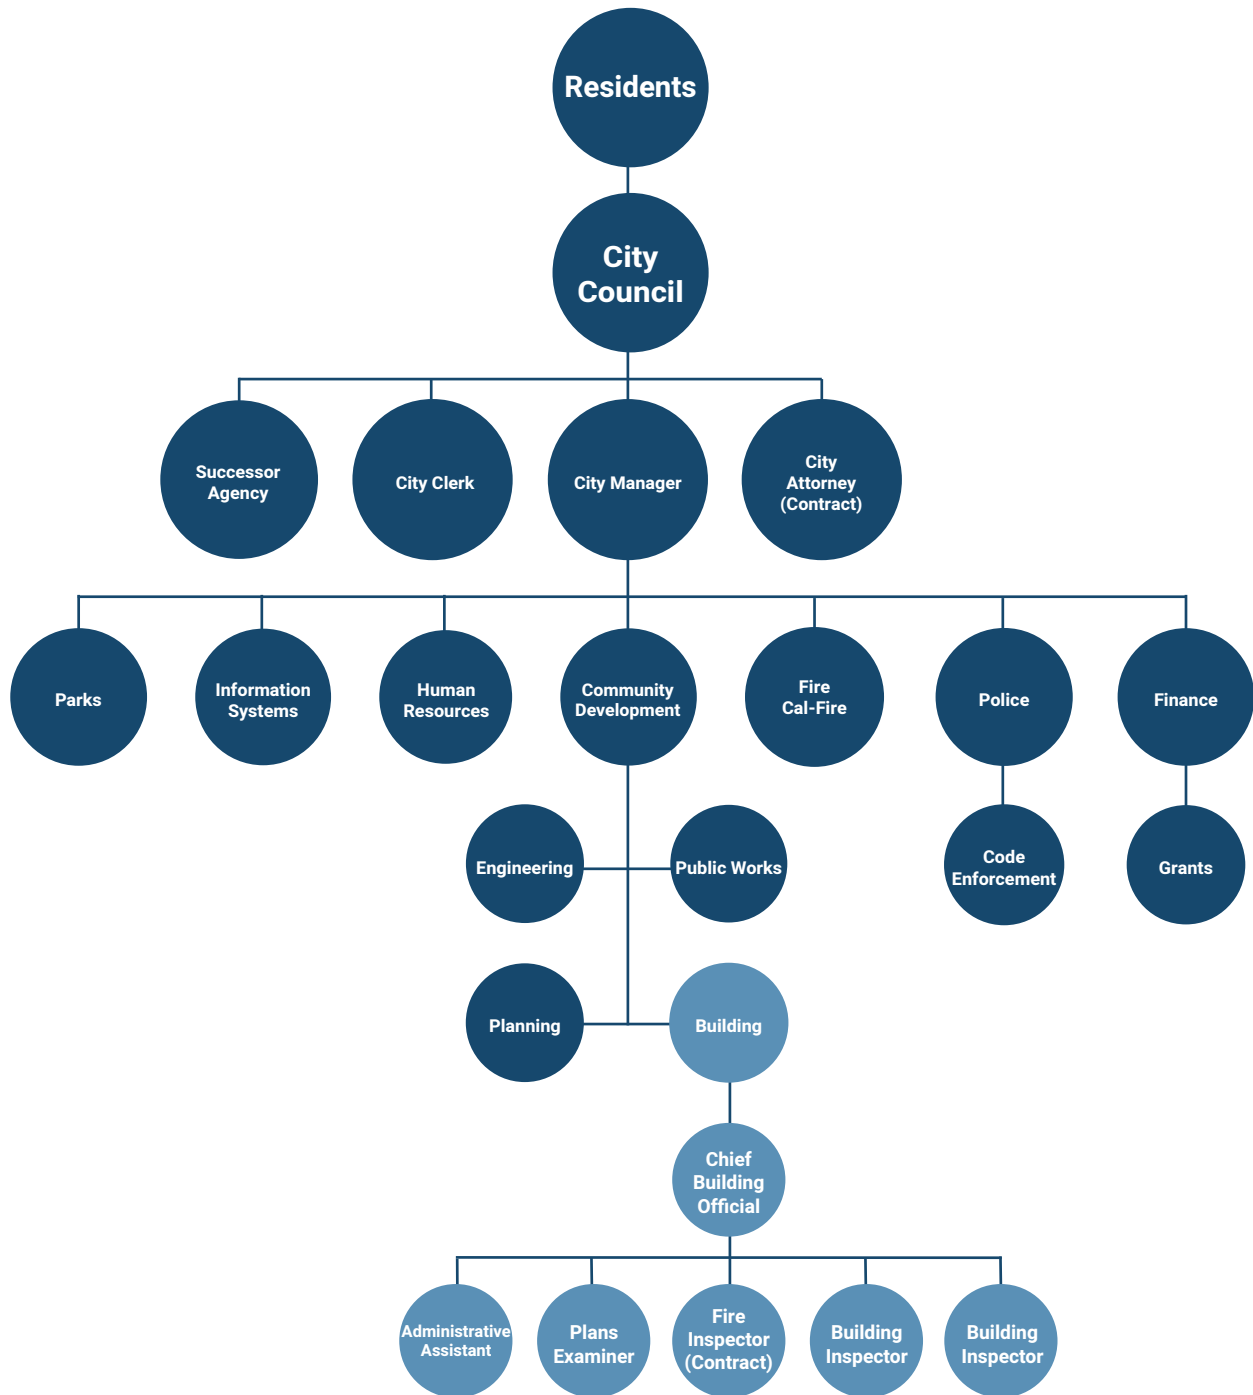 Residents
City
Council
Successor
Agency
City Clerk
City Manager
City
Attorney
(Contract)
Parks
Information
Systems
Human
Resources
Community
Development
Fire
Cal-Fire
Police
Finance
Engineering
Public Works
Code
Enforcement
Grants
Planning
Building
Chief
Building
Official
Administrative
Assistant
Plans
Examiner
Fire
Inspector
(Contract)
Building
Inspector
Building
Inspector